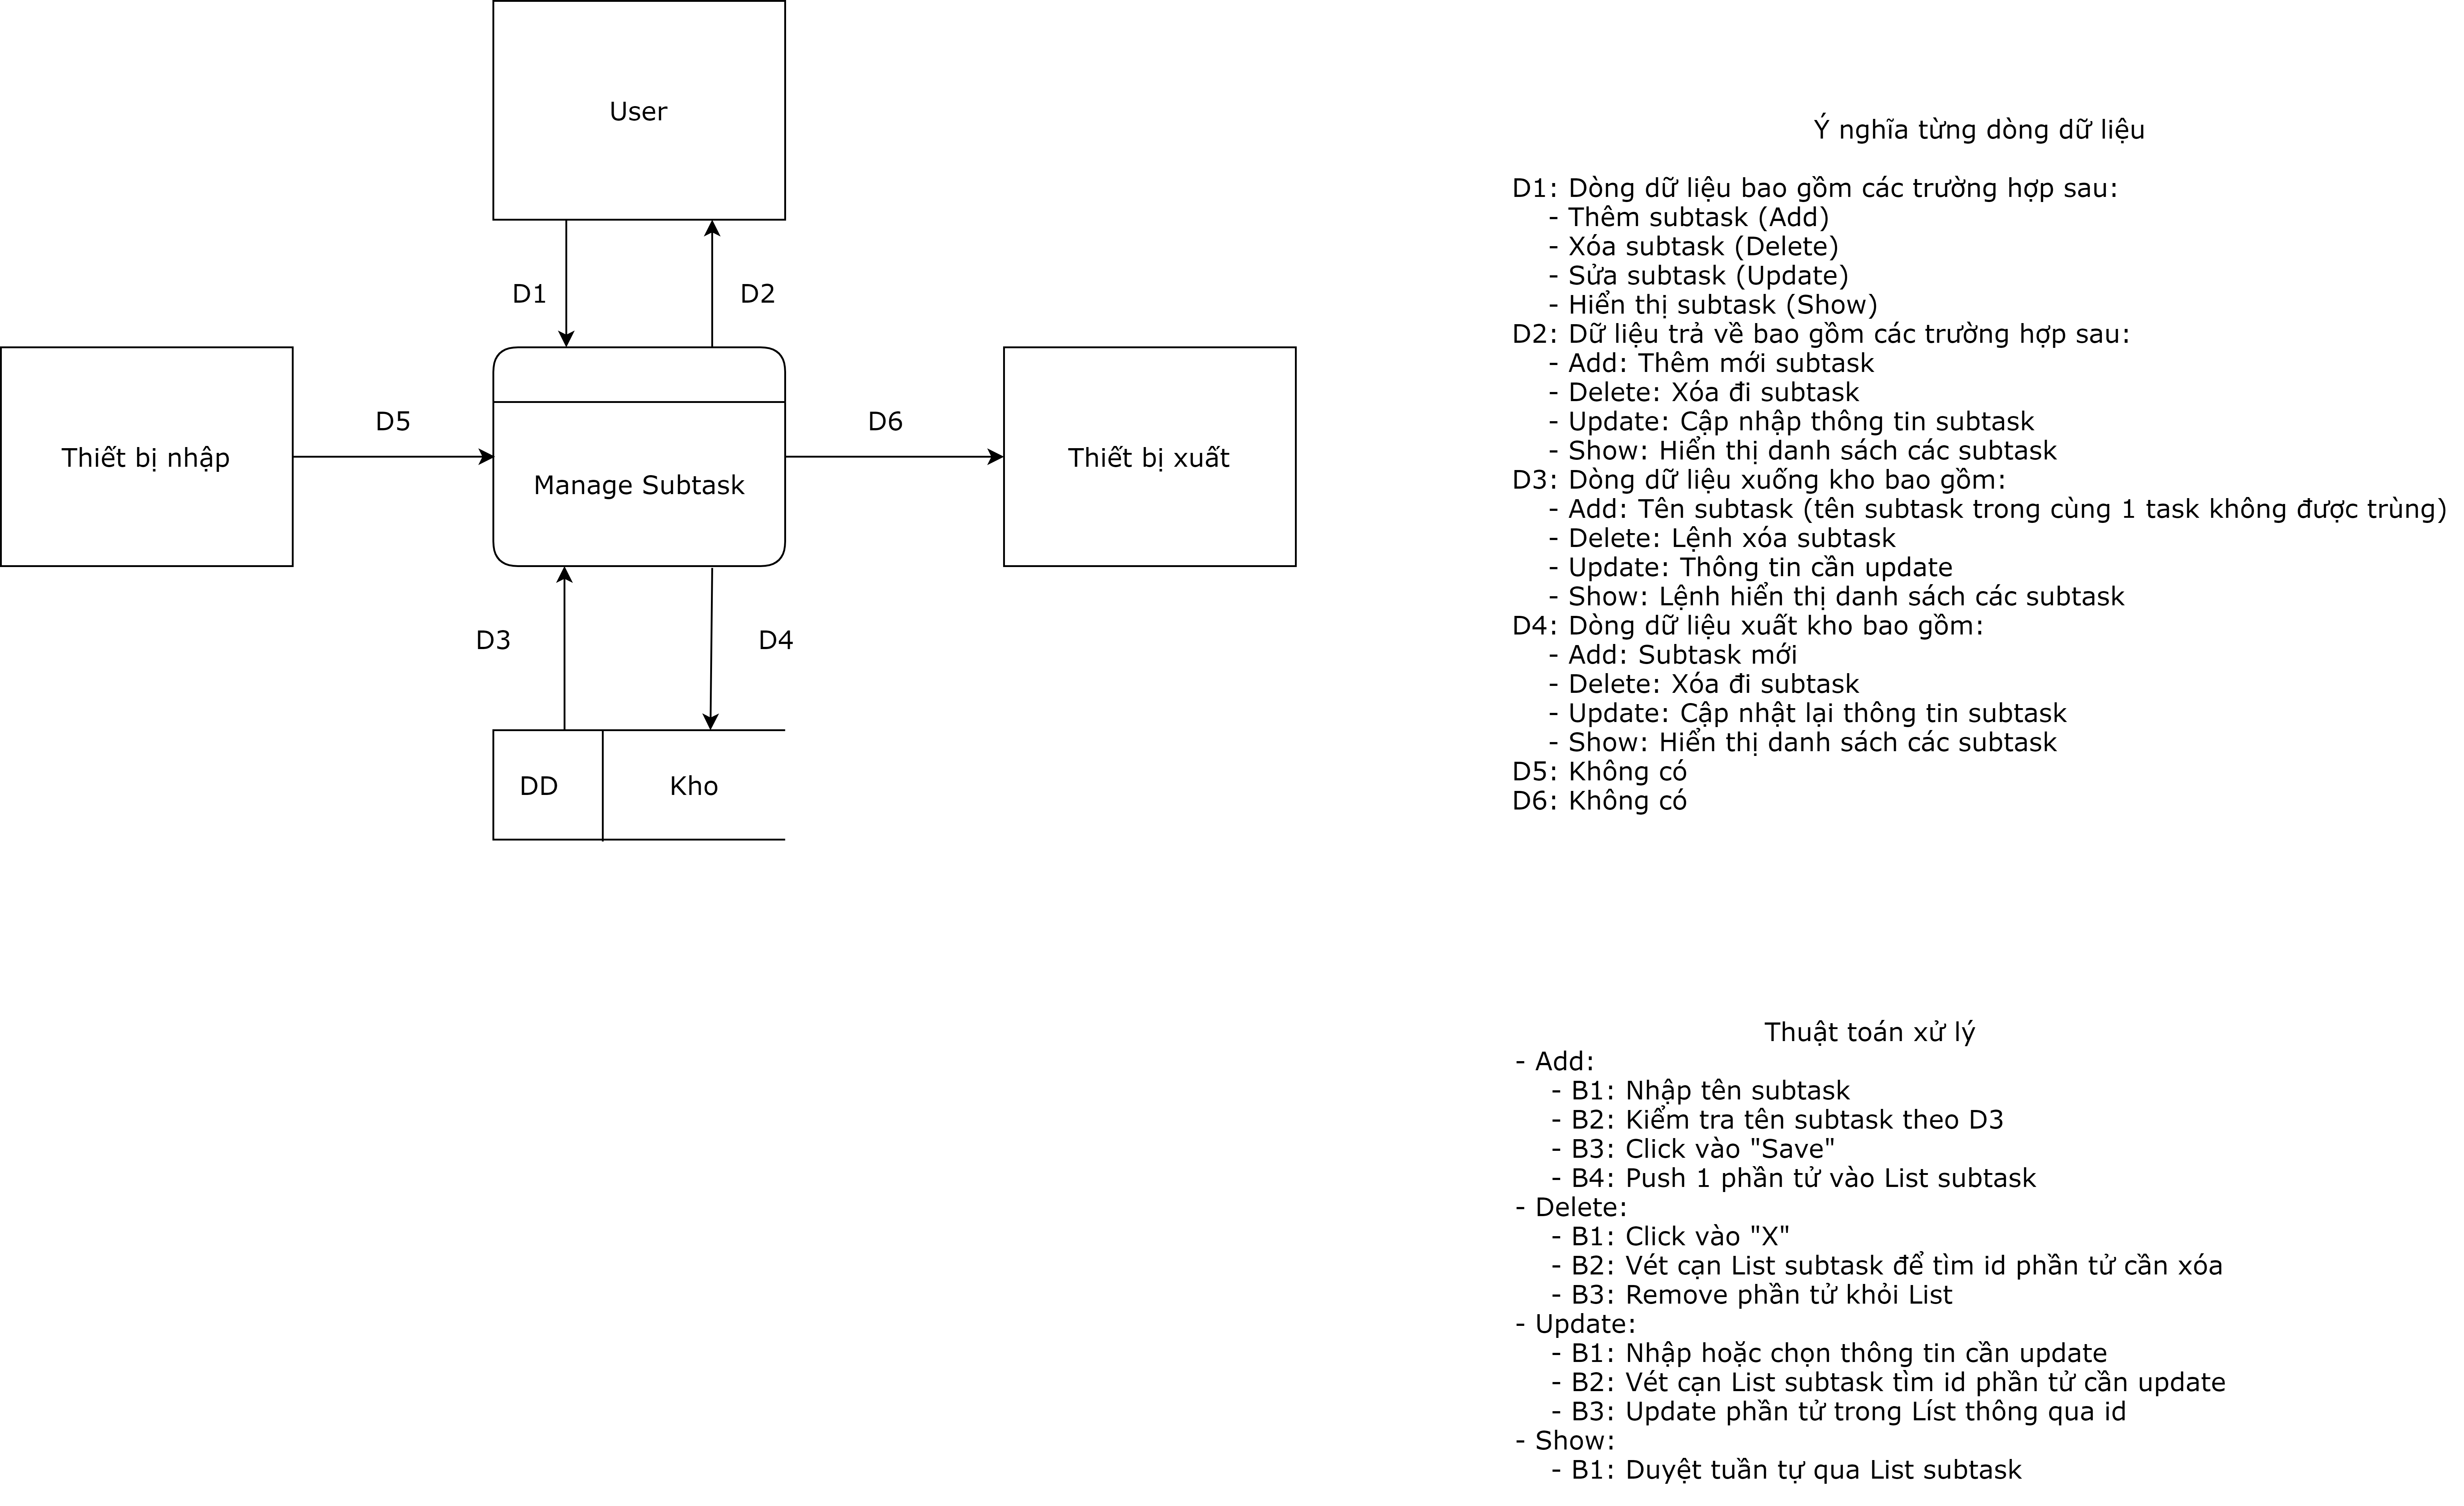 User
D1
D2
Thiết bị nhập
D5
Manage Subtask
D6
Thiết bị xuất
D3
D4
DD
Kho
Ý nghĩa từng dòng dữ liệu
D1: Dòng dữ liệu bao gồm các trường hợp sau:
- Thêm subtask (Add)
- Xóa subtask (Delete)
- Sửa subtask (Update)
- Hiển thị subtask (Show)
D2: Dữ liệu trả về bao gồm các trường hợp sau:
- Add: Thêm mới subtask
- Delete: Xóa đi subtask
- Update: Cập nhập thông tin subtask
- Show: Hiển thị danh sách các subtask
D3: Dòng dữ liệu xuống kho bao gồm:
- Add: Tên subtask (tên subtask trong cùng 1 task không được trùng)
- Delete: Lệnh xóa subtask
- Update: Thông tin cần update
- Show: Lệnh hiển thị danh sách các subtask
D4: Dòng dữ liệu xuất kho bao gồm:
- Add: Subtask mới
- Delete: Xóa đi subtask
- Update: Cập nhật lại thông tin subtask
- Show: Hiển thị danh sách các subtask
D5: Không có
D6: Không có
Thuật toán xử lý
- Add:
- B1: Nhập tên subtask
- B2: Kiểm tra tên subtask theo D3
- B3: Click vào "Save"
- B4: Push 1 phần tử vào List subtask
- Delete:
- B1: Click vào "X"
- B2: Vét cạn List subtask để tìm id phần tử cần xóa
- B3: Remove phần tử khỏi List
- Update:
- B1: Nhập hoặc chọn thông tin cần update
- B2: Vét cạn List subtask tìm id phần tử cần update
- B3: Update phần tử trong Líst thông qua id
- Show:
- B1: Duyệt tuần tự qua List subtask